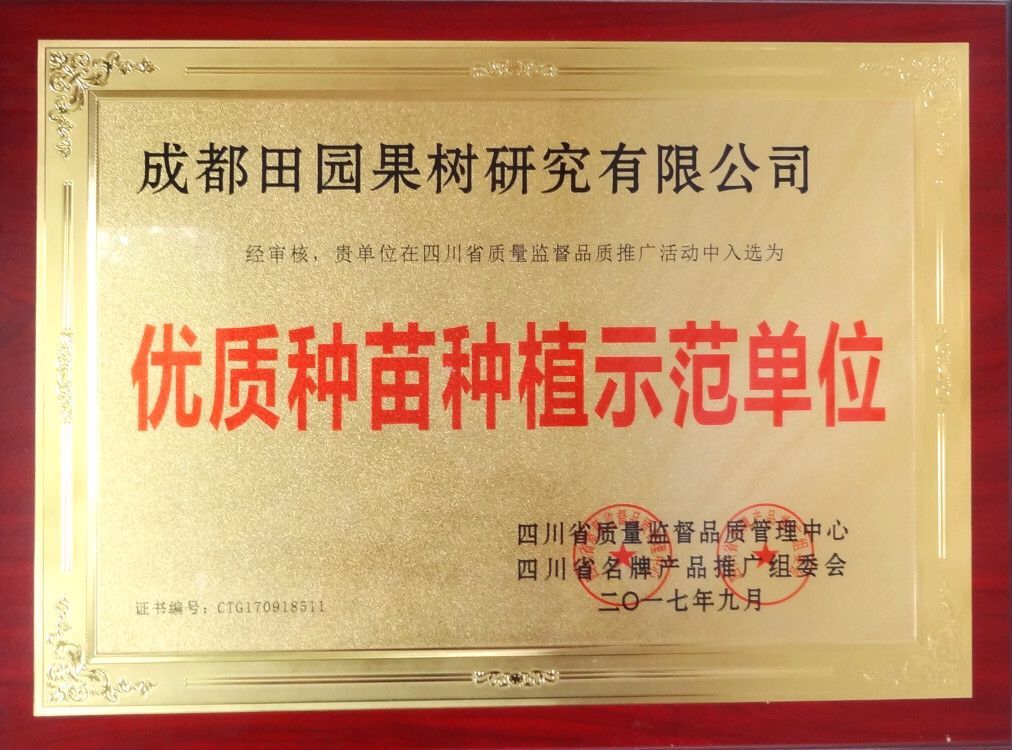 成都田园果树研究有限公司
经审核，贵单位在四川省质量监督品质推广活动中入选为
优质种苗种植示范单位
四川省质量监督品质管理中心
四川省名牌产品推广组委会
二〇一七年九月
证书编号：CTG170918511